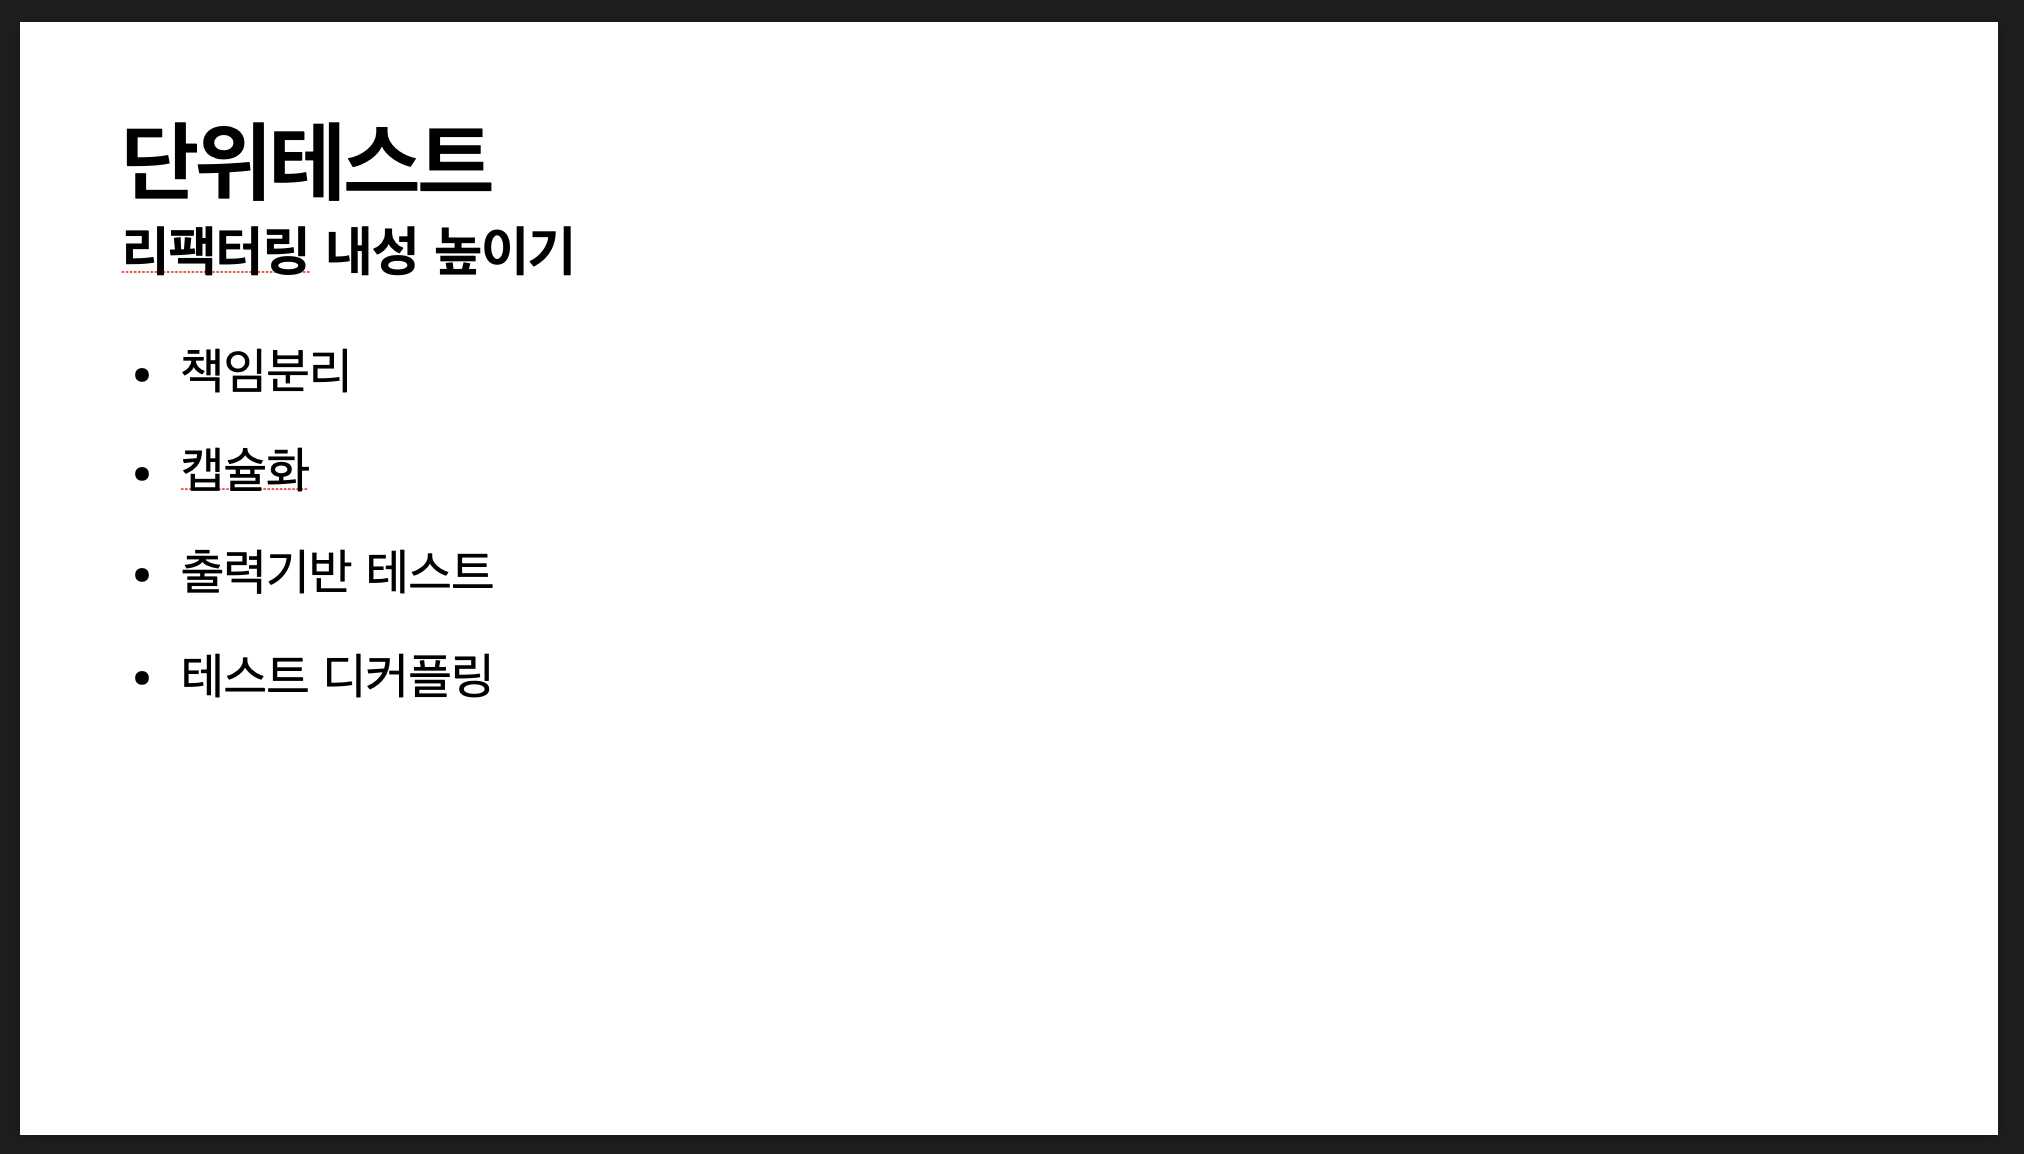 단위테스트
리팩터링 내성 높이기
• 책임분리
• 캡슐화
• 출력기반 테스트
• 테스트 디커플링